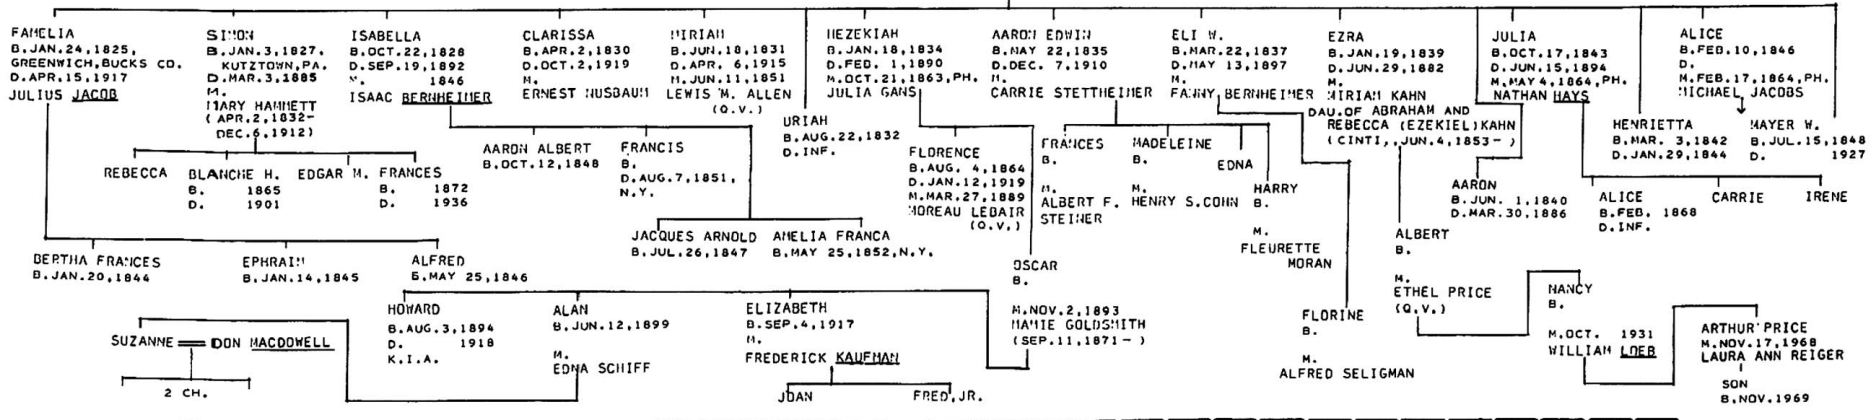 FAMELIA
B.JAN.24,1825,
GREENWICH,BUCKS CO.
D.APR.15,1917
JULIUS JACOB
SIMON
B.JAN.3,1827.
KUTZTOWN,PA.
D.MAR.3,1885
M.
MARY HAMMETT
(APR.2,1832-
DEC.6,1912)
ISABELLA
B.OCT.22,1828
D.SEP.19,1892
M. 1846
ISAAC BERNHEIMER
CLARISSA
B.APR.2,1830
D.OCT.2,1919
M.
ERNEST NUSBAUM
MIRIAM
B.JUN.18,1831
D.APR. 6,1915
M.JUN.11,1851
LEWIS M. ALLEN
(Q.V.)
URIAH
B.AUG.22,1832
D.INF.
HEZEKIAH
B.JAN.18,1834
D.FEB. 1,1890
M.OCT.21,1863,PH.
JULIA GANS
AARON EDWIN
B.MAY 22,1835
D.DEC. 7,1910
M.
CARRIE STETTHEIMER
ELI W.
B.MAR.22,1837
D.MAY 13,1897
M.
FANNY BERNHEIMER
EZRA
B.JAN.19,1839
D.JUN.29,1882
M.
MIRIAM KAHN
DAU.OF ABRAHAM AND
REBECCA (EZEKIEL)KAHN
(CINTI,,JUN.4,1853- )
JULIA
B.OCT.17,1843
D.JUN.15,1894
M.MAY 4,1864,PH.
NATHAN HAYS
ALICE
B.FEB.10,1846
D.
M.FEB.17,1864,PH.
MICHAEL JACOBS
HENRIETTA
B.MAR. 3,1842
D.JAN.29,1844
MAYER W.
B.JUL.15,1848
D. 1927
REBECCA
BLANCHE H.
B. 1865
D. 1901
EDGAR M.
FRANCES
B. 1872
D. 1936
AARON ALBERT
B.OCT.12,1848
FRANCIS
B.
D.AUG.7,1851,
N.Y.
FLORENCE
B.AUG. 4,1864
D.JAN.12,1919
M.MAR.27,1889
MOREAU LEBAIR
(Q.V.)
FRANCES
B.
M.
ALBERT F.
STEINER
MADELEINE
B.
M.
HENRY S.COHN
EDNA
HARRY
B.
M.
FLEURETTE
MORAN
AARON
B.JUN. 1,1840
D.MAR.30,1886
ALICE
B.FEB. 1868
D.INF.
CARRIE
IRENE
JACQUES ARNOLD
B.JUL.26,1847
AMELIA FRANCA
B.MAY 25,1852,N.Y.
ALBERT
B.
M.
ETHEL PRICE
(Q.V.)
BERTHA FRANCES
B.JAN.20,1844
EPHRAIM
B.JAN.14,1845
ALFRED
B.MAY 25,1846
OSCAR
B.
M.NOV.2,1893
MAMIE GOLDSMITH
(SEP.11,1871- )
NANCY
B.
M.OCT. 1931
WILLIAM LOEB
HOWARD
B.AUG.3,1894
D. 1918
K.I.A.
ALAN
B.JUN.12,1899
M.
EDNA SCHIFF
ELIZABETH
B.SEP.4,1917
M.
FREDERICK KAUFMAN
FLORINE
B.
M.
ALFRED SELIGMAN
ARTHUR PRICE
M.NOV.17,1968
LAURA ANN REIGER
SON
B.NOV.1969
SUZANNE DON MACDOWELL
2 CH.
JOAN
FRED,JR.